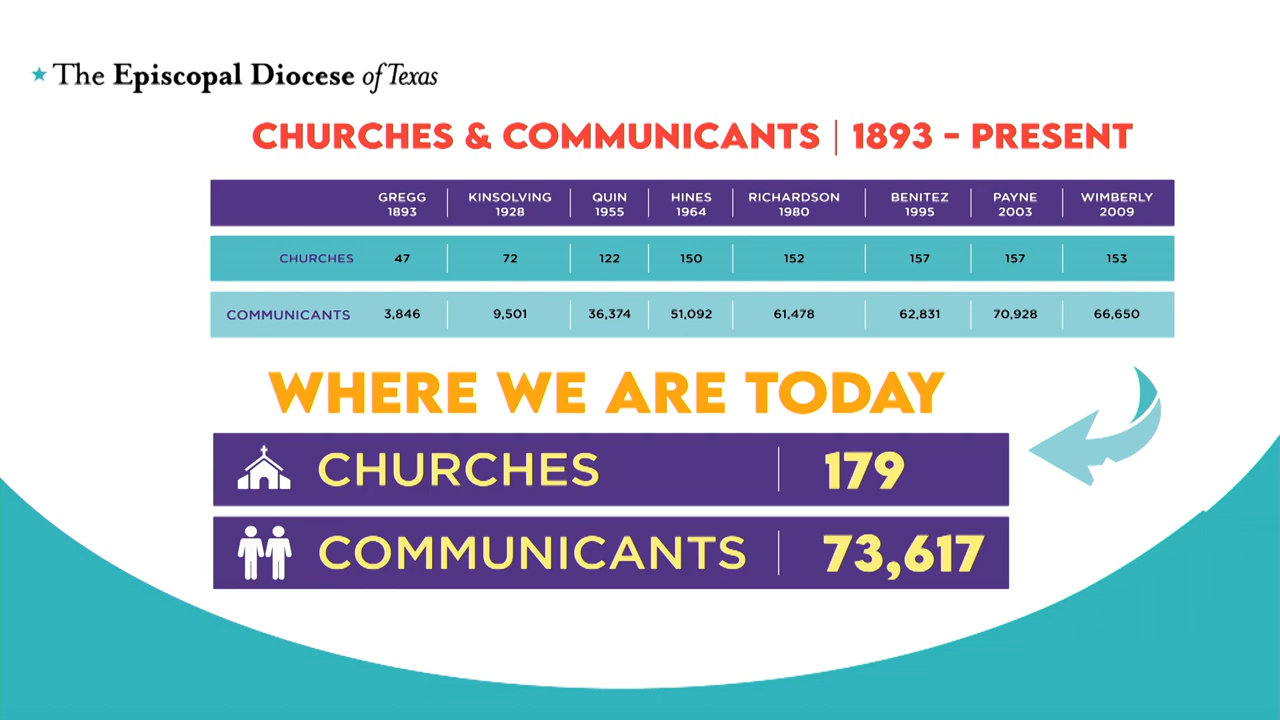 The Episcopal Diocese of Texas
CHURCHES & COMMUNICANTS | 1893 - PRESENT
GREGG 1893 KINSOLVING 1928 QUIN 1955 HINES 1964 RICHARDSON 1980 BENITEZ 1995 PAYNE 2003 WIMBERLY 2009
CHURCHES 47 72 122 150 152 157 157 153
COMMUNICANTS 3,846 9,501 36,374 51,092 61,478 62,831 70,928 66,650
WHERE WE ARE TODAY
CHURCHES 179
COMMUNICANTS 73,617